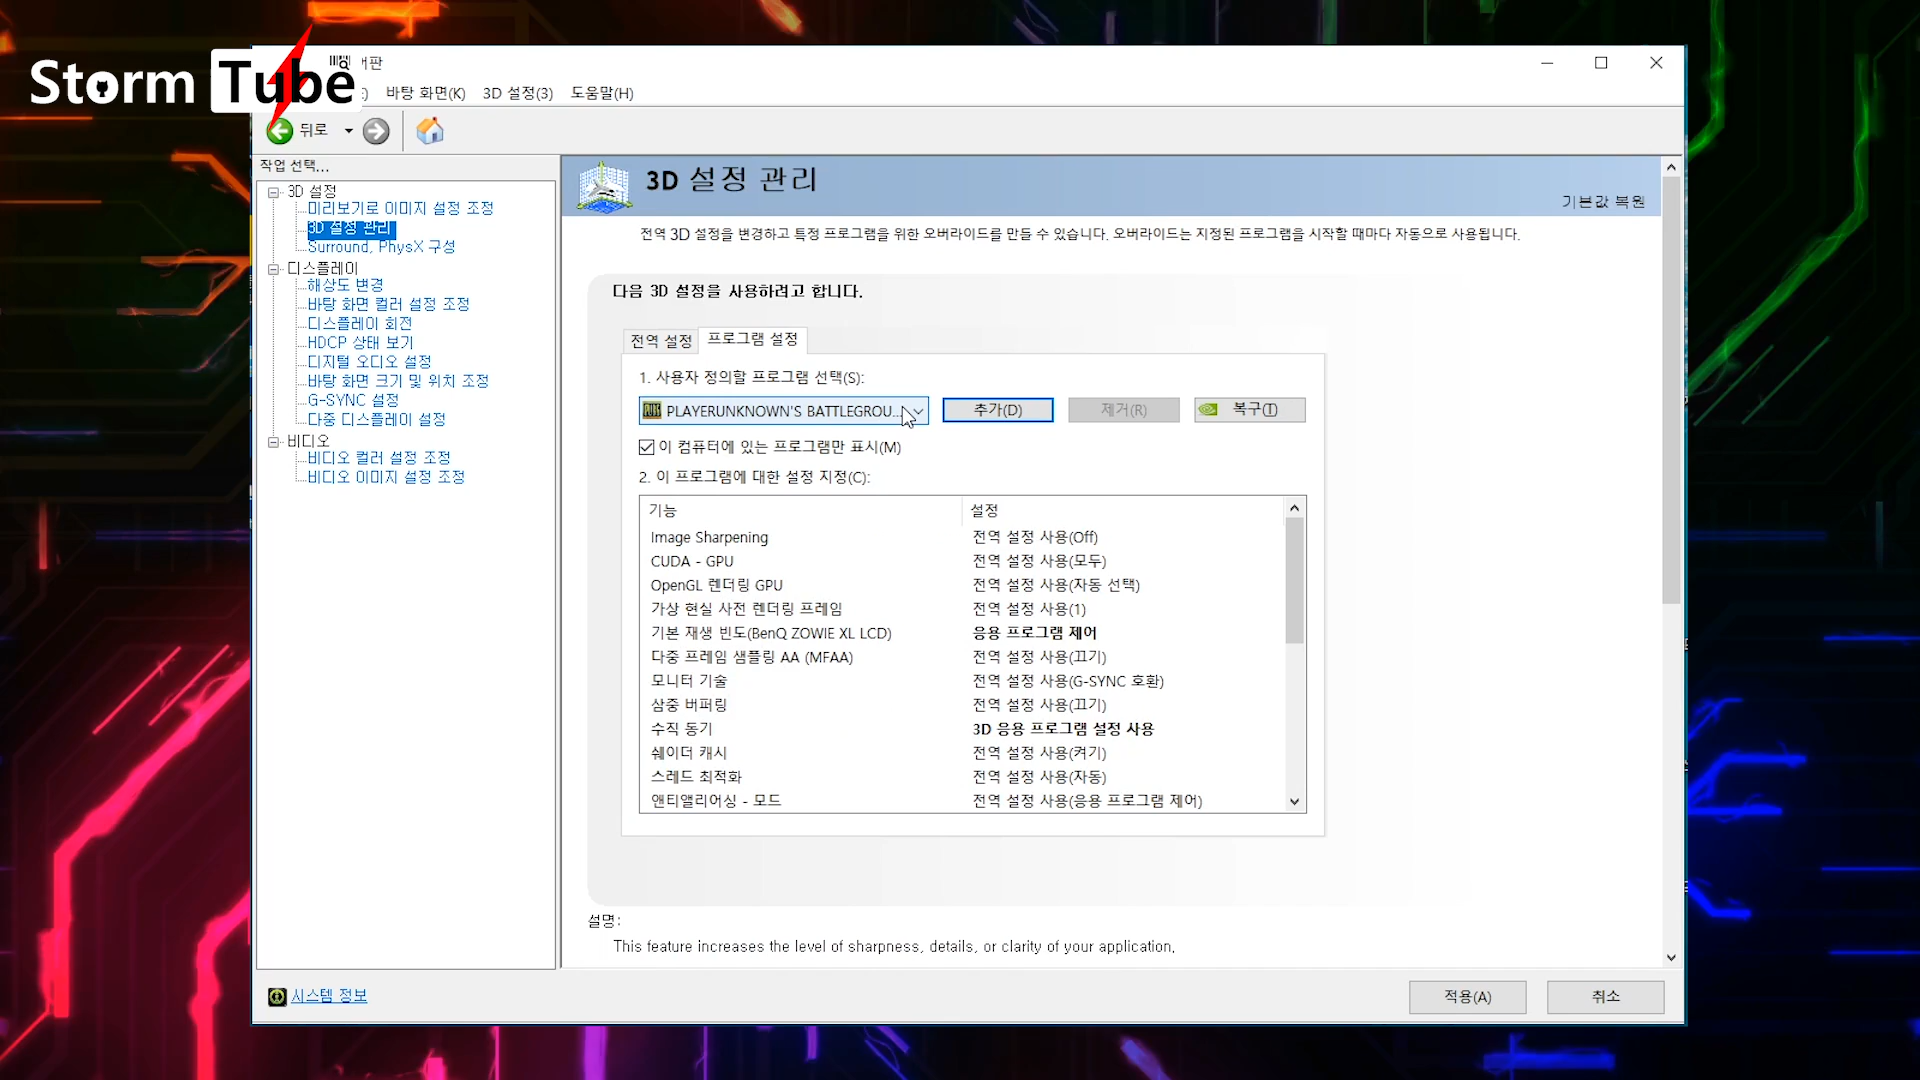 Storm Tube
어판
바탕 화면(K) 3D 설정(3) 도움말(H)
뒤로
작업 선택...
3D 설정
미리보기로 이미지 설정 조정
3D 설정 관리
Surround, PhysX 구성
디스플레이
해상도 변경
바탕 화면 컬러 설정 조정
디스플레이 회전
HDCP 상태 보기
디지털 오디오 설정
바탕 화면 크기 및 위치 조정
G-SYNC 설정
다중 디스플레이 설정
비디오
비디오 컬러 설정 조정
비디오 이미지 설정 조정
시스템 정보
3D 설정 관리
기본값 복원
전역 3D 설정을 변경하고 특정 프로그램을 위한 오버라이드를 만들 수 있습니다. 오버라이드는 지정된 프로그램을 시작할 때마다 자동으로 사용됩니다.
다음 3D 설정을 사용하려고 합니다.
전역 설정 프로그램 설정
1. 사용자 정의할 프로그램 선택(S):
PLAYERUNKNOWN'S BATTLEGROU... 추가(D) 제거(R) 복구(T)
이 컴퓨터에 있는 프로그램만 표시(M)
2. 이 프로그램에 대한 설정 지정(C):
기능 설정
Image Sharpening 전역 설정 사용(Off)
CUDA - GPU 전역 설정 사용(모두)
OpenGL 렌더링 GPU 전역 설정 사용(자동 선택)
가상 현실 사전 렌더링 프레임 전역 설정 사용(1)
기본 재생 빈도(BenQ ZOWIE XL LCD) 응용 프로그램 제어
다중 프레임 샘플링 AA (MFAA) 전역 설정 사용(끄기)
모니터 기술 전역 설정 사용(G-SYNC 호환)
삼중 버퍼링 전역 설정 사용(끄기)
수직 동기 3D 응용 프로그램 설정 사용
쉐이더 캐시 전역 설정 사용(켜기)
스레드 최적화 전역 설정 사용(자동)
앤티앨리어싱 - 모드 전역 설정 사용(응용 프로그램 제어)
설명:
This feature increases the level of sharpness, details, or clarity of your application.
적용(A) 취소